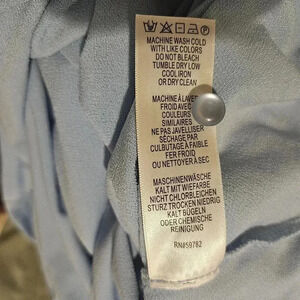 MACHINE WASH COLD
WITH LIKE COLORS
DO NOT BLEACH
TUMBLE DRY LOW
COOL IRON
OR DRY CLEAN
MACHINE À LAVER
FROID AVEC
COULEURS
SIMILAIRES
NE PAS JAVELLISER
SÉCHAGE PAR
CULBUTAGE A FAIBLE
FER FROID
OU NETTOYER À SEC
MASCHINENWÄSCHE
KALT MIT WIEFARBE
NICHT CHLORBLEICHEN
STURZ TROCKEN NIEDRIG
KALT BÜGELN
ODER CHEMISCHE
REINIGUNG
RN#59782